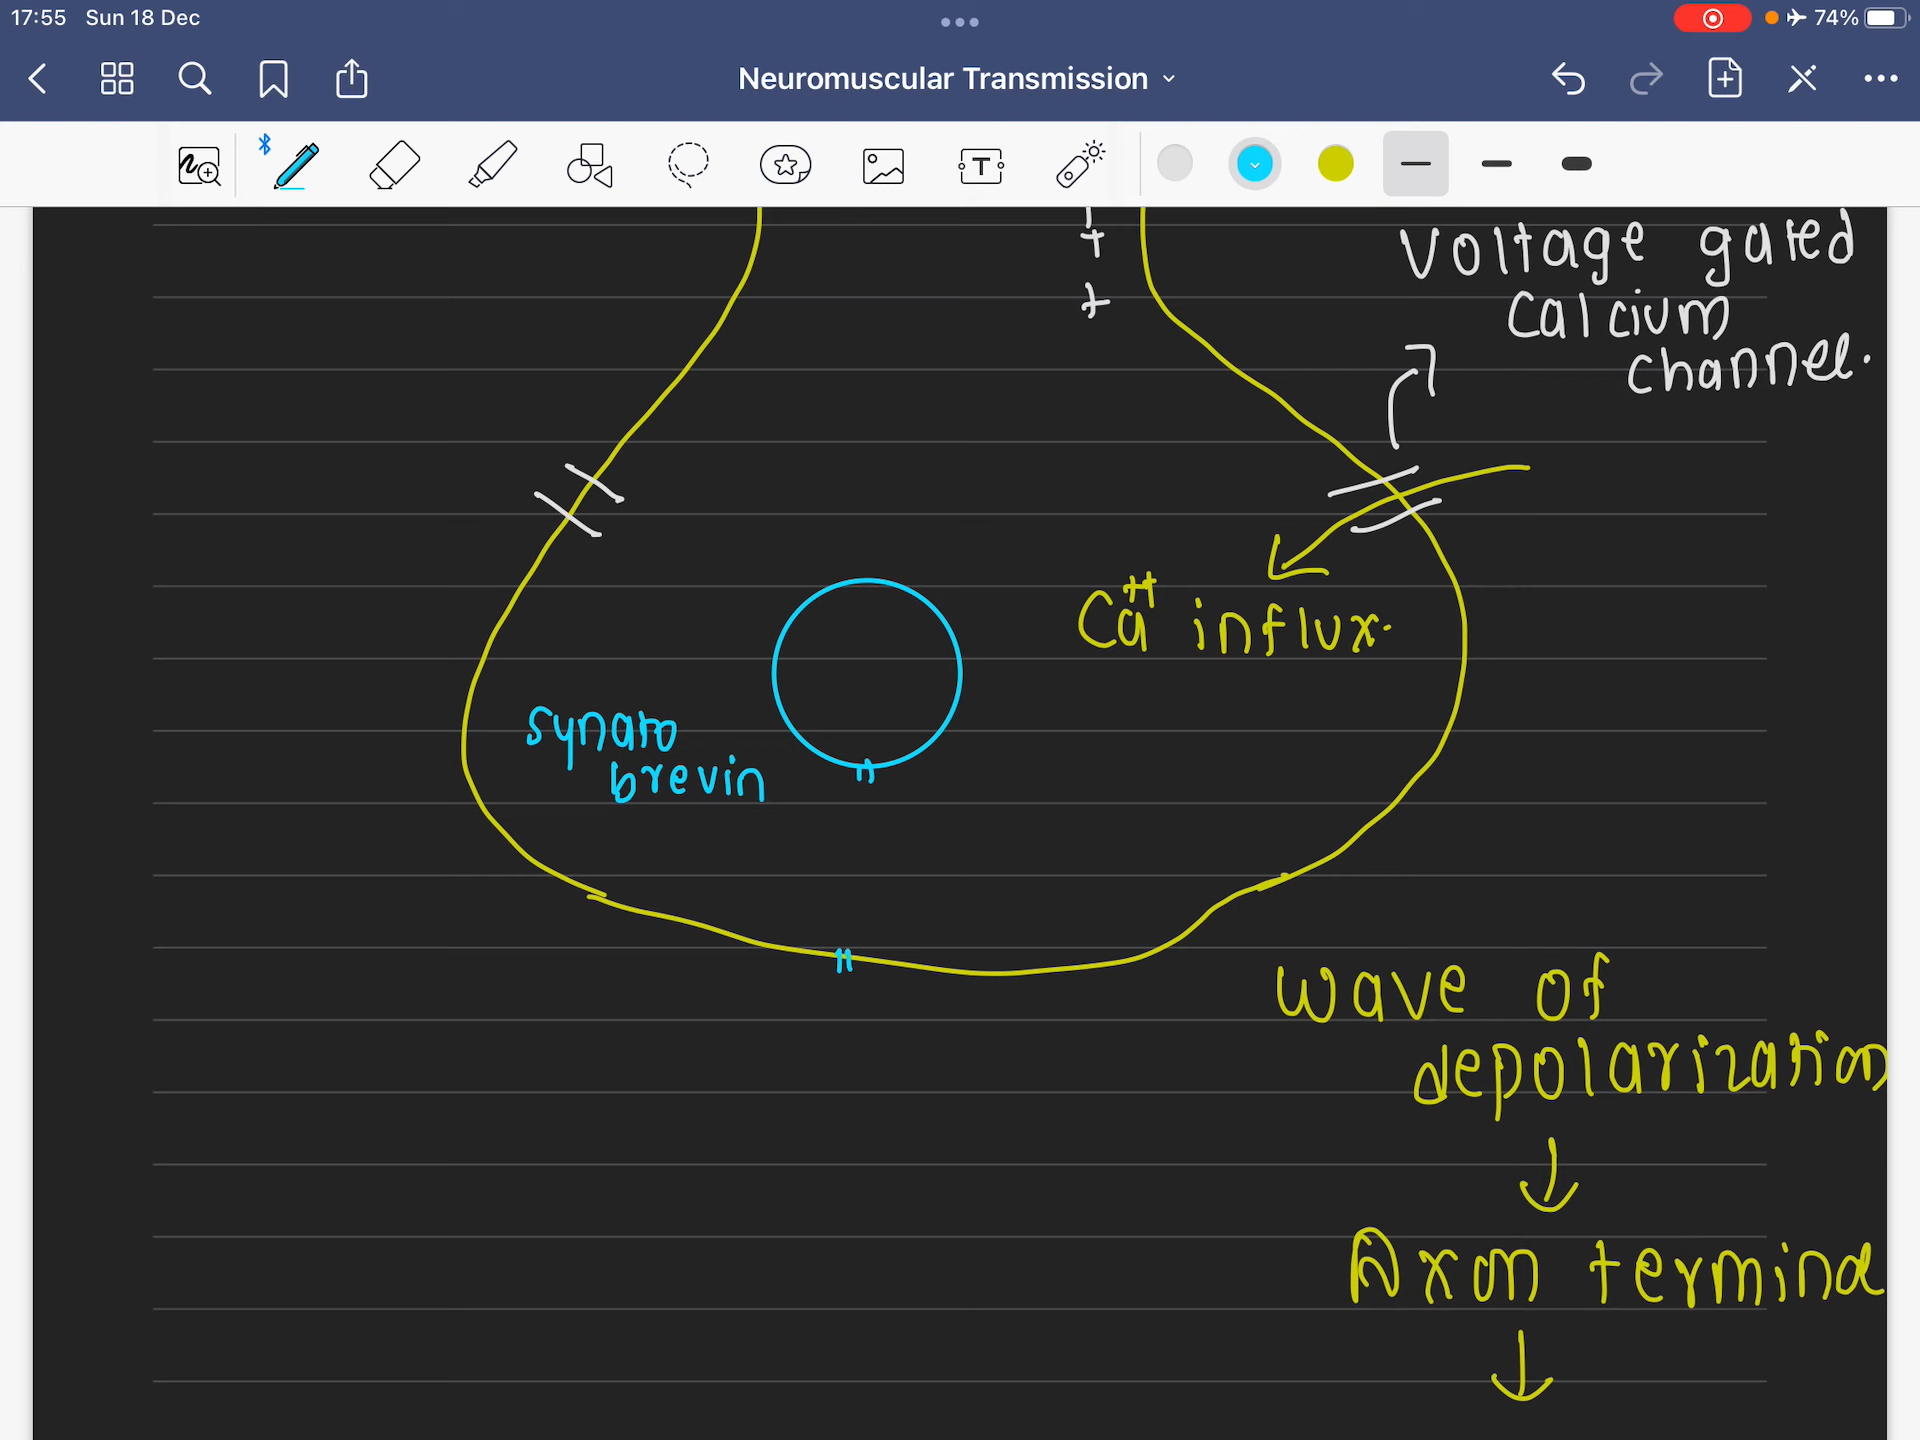 17:55 Sun 18 Dec
74%
Neuromuscular Transmission
T
+
+
Voltage gated
Calcium
channel.
Ca++ influx.
Synapto
brevin
wave of
depolarization
Axon terminal